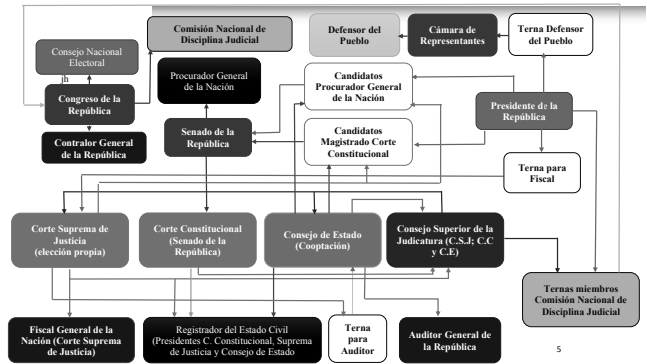 Consejo Nacional
Electoral
jh
Comisión Nacional de
Disciplina Judicial
Defensor del
Pueblo
Cámara de
Representantes
Terna Defensor
del Pueblo
Congreso de la
República
Procurador General
de la Nación
Candidatos
Procurador General
de la Nación
Presidente de la
República
Contralor General
de la República
Senado de la
República
Candidatos
Magistrado Corte
Constitucional
Terna para
Fiscal
Corte Suprema de
Justicia
(elección propia)
Corte Constitucional
(Senado de la
República)
Consejo de Estado
(Cooptación)
Consejo Superior de la
Judicatura (C.S.J; C.C
y C.E)
Ternas miembros
Comisión Nacional de
Disciplina Judicial
Fiscal General de
la Nación (Corte Suprema
de Justicia)
Registrador del Estado Civil
(Presidentes C. Constitucional, Suprema
de Justicia y Consejo de Estado
Terna
para
Auditor
Auditor General de
la República
5